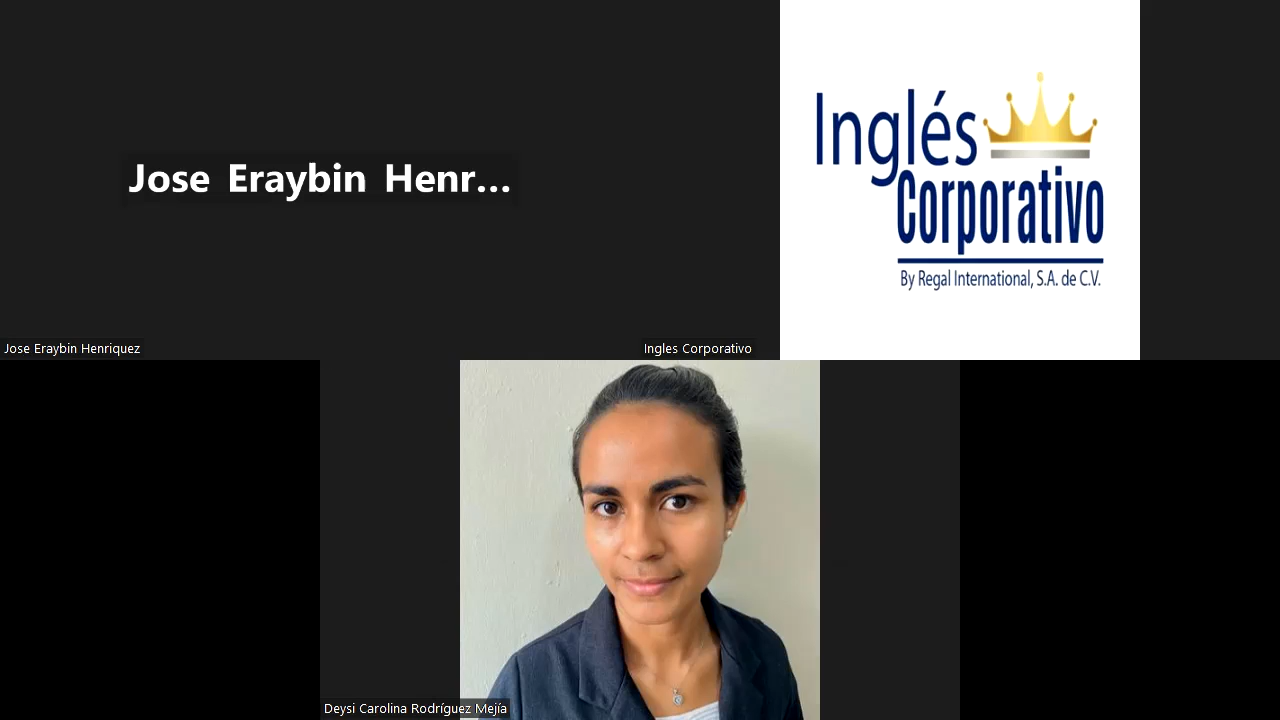 Jose Eraybin Henr...
Inglés
Corporativo
By Regal International, S.A. de C.V.
Jose Eraybin Henriquez
Ingles Corporativo
Deysi Carolina Rodríguez Mejía